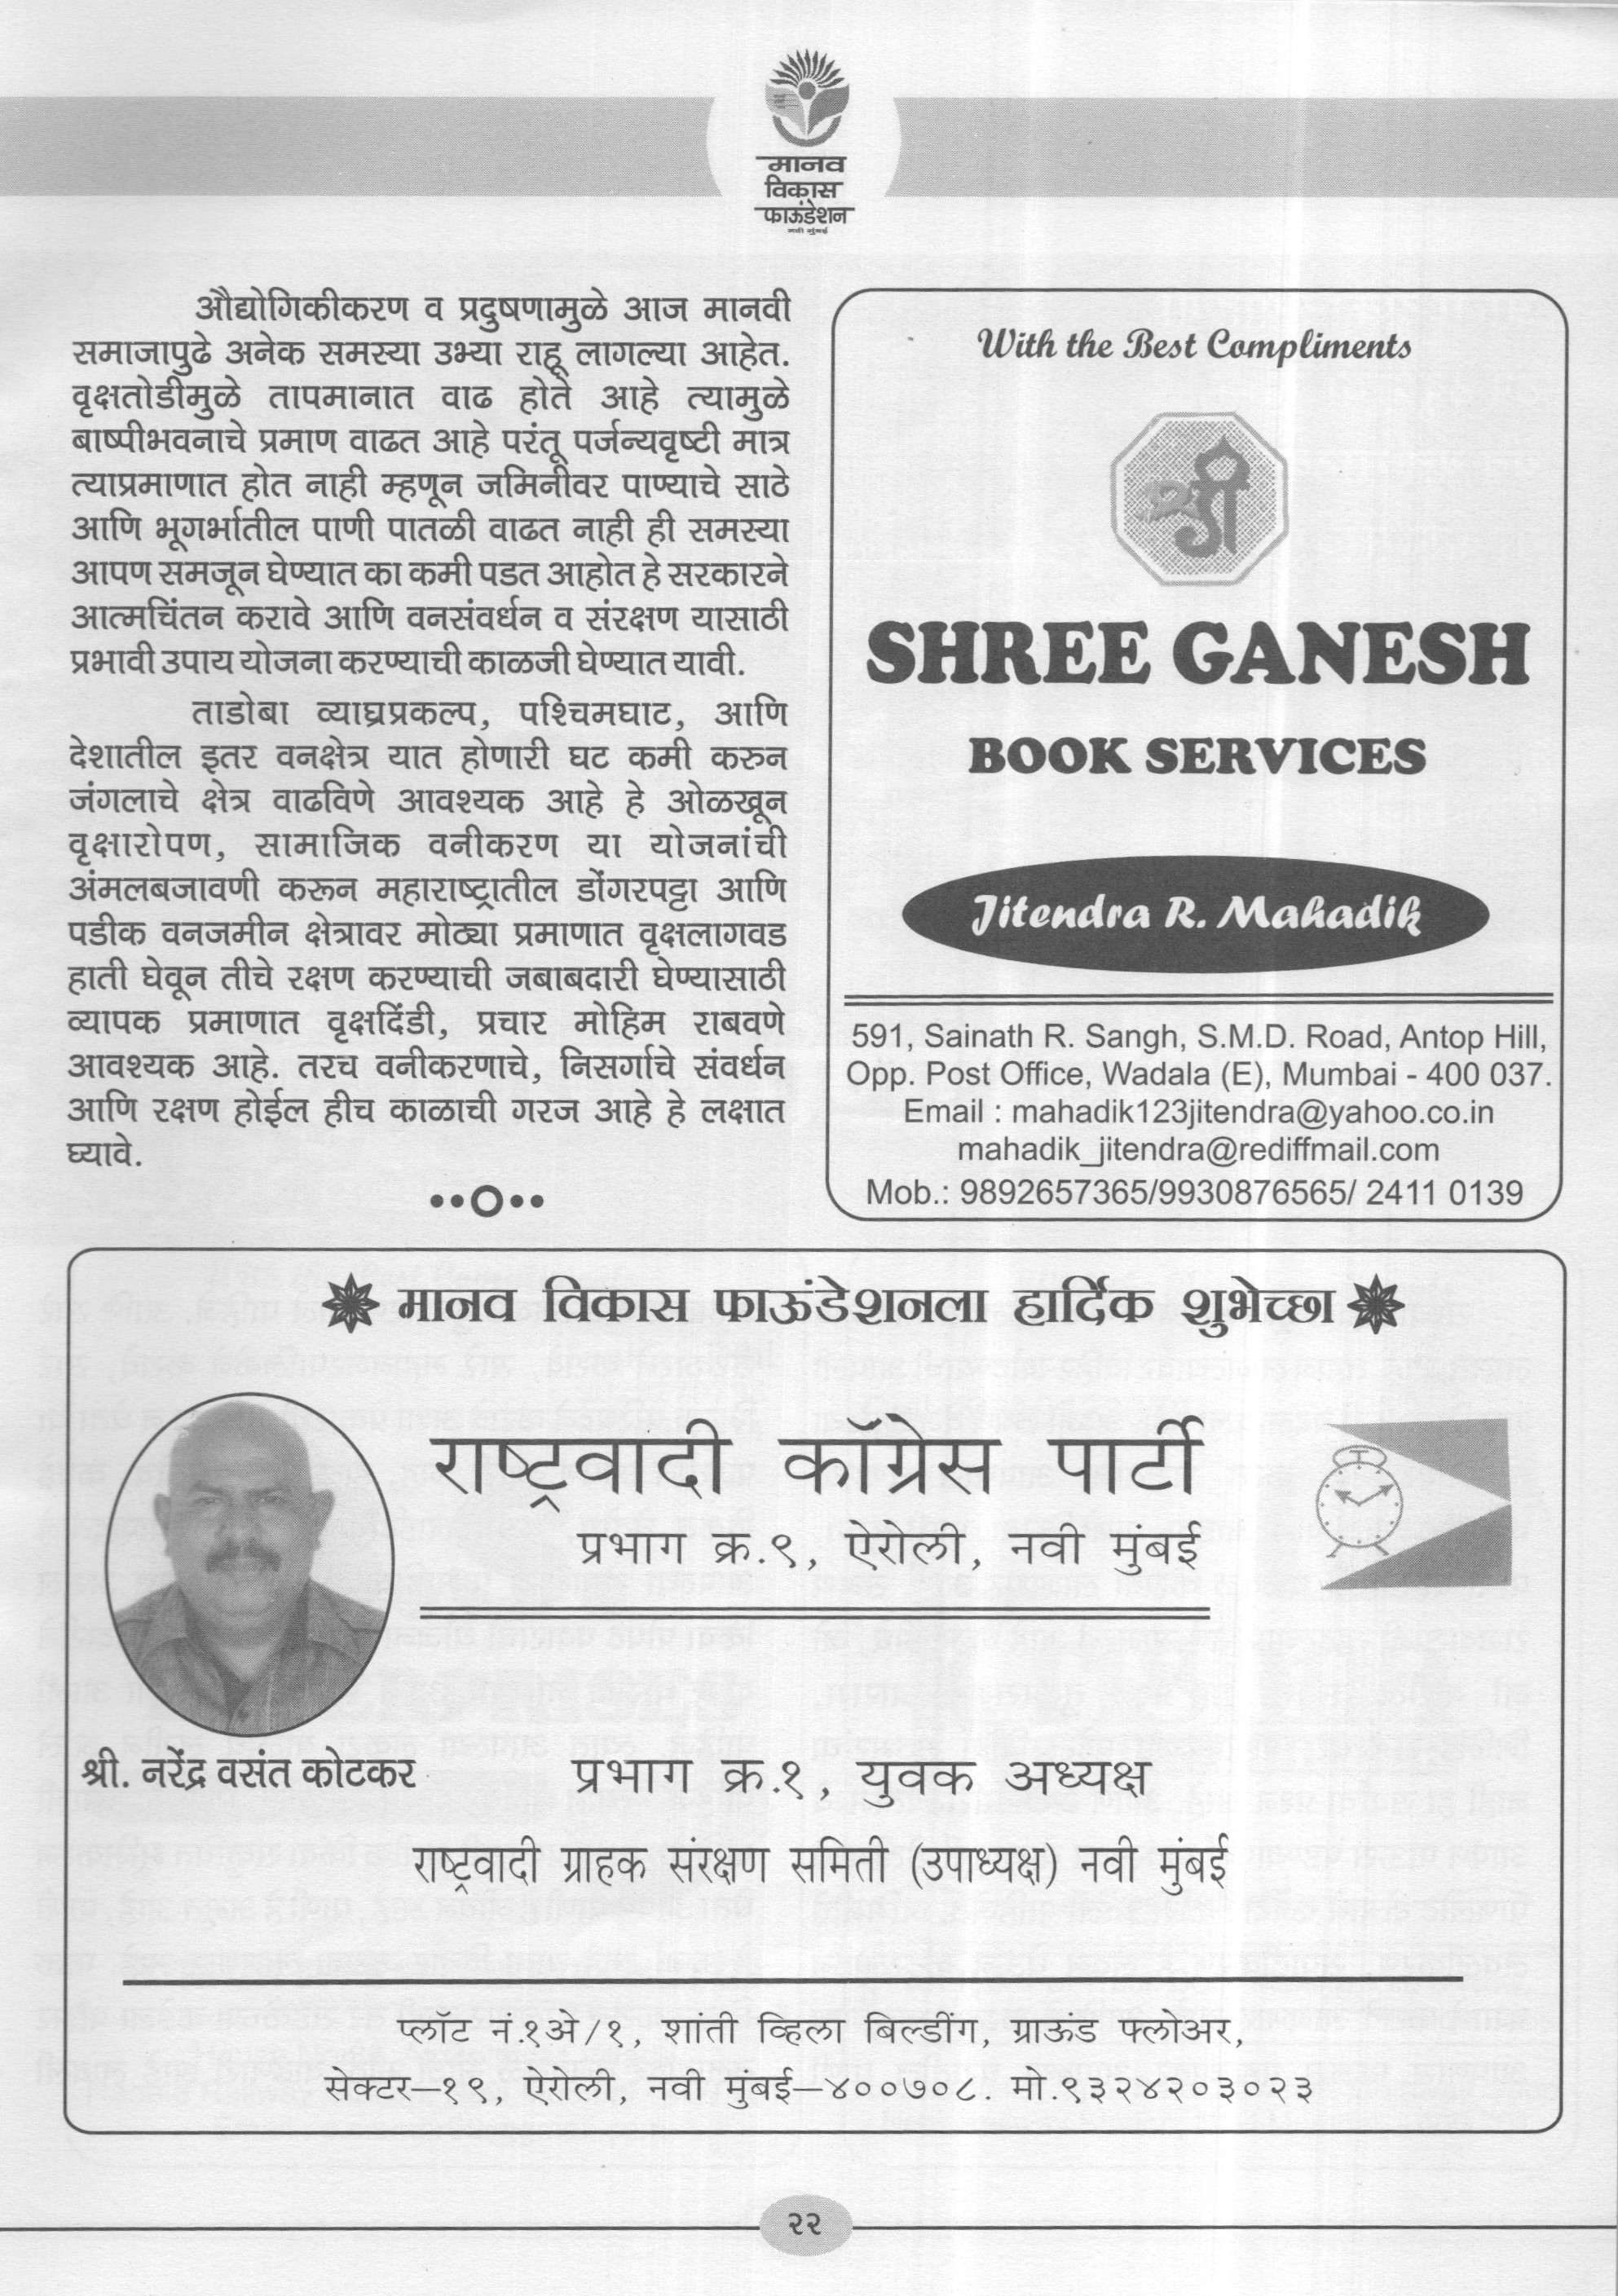 मानव
विकास
फाऊंडेशन
नवी मुंबई
औद्योगिकीकरण व प्रदुषणामुळे आज मानवी
समाजापुढे अनेक समस्या उभ्या राहू लागल्या आहेत.
वृक्षतोडीमुळे तापमानात वाढ होते आहे त्यामुळे
बाष्पीभवनाचे प्रमाण वाढत आहे परंतू पर्जन्यवृष्टी मात्र
त्याप्रमाणात होत नाही म्हणून जमिनीवर पाण्याचे साठे
आणि भूगर्भातील पाणी पातळी वाढत नाही ही समस्या
आपण समजून घेण्यात का कमी पडत आहोत हे सरकारने
आत्मचिंतन करावे आणि वनसंवर्धन व संरक्षण यासाठी
प्रभावी उपाय योजना करण्याची काळजी घेण्यात यावी.
ताडोबा व्याघ्रप्रकल्प, पश्चिमघाट, आणि
देशातील इतर वनक्षेत्र यात होणारी घट कमी करुन
जंगलाचे क्षेत्र वाढविणे आवश्यक आहे हे ओळखून
वृक्षारोपण, सामाजिक वनीकरण या योजनांची
अंमलबजावणी करून महाराष्ट्रातील डोंगरपट्टा आणि
पडीक वनजमीन क्षेत्रावर मोठ्या प्रमाणात वृक्षलागवड
हाती घेवून तीचे रक्षण करण्याची जबाबदारी घेण्यासाठी
व्यापक प्रमाणात वृक्षदिंडी, प्रचार मोहिम राबवणे
आवश्यक आहे. तरच वनीकरणाचे, निसर्गाचे संवर्धन
आणि रक्षण होईल हीच काळाची गरज आहे हे लक्षात
घ्यावे.
With the Best Compliments
श्री
SHREE GANESH
BOOK SERVICES
Jitendra R. Mahadik
591, Sainath R. Sangh, S.M.D. Road, Antop Hill,
Opp. Post Office, Wadala (E), Mumbai - 400 037.
Email : mahadik123jitendra@yahoo.co.in
mahadik_jitendra@rediffmail.com
Mob.: 9892657365/9930876565/ 2411 0139
मानव विकास फाऊंडेशनला हार्दिक शुभेच्छा
राष्ट्रवादी काँग्रेस पार्टी
प्रभाग क्र.९, ऐरोली, नवी मुंबई
श्री. नरेंद्र वसंत कोटकर
प्रभाग क्र.१, युवक अध्यक्ष
राष्ट्रवादी ग्राहक संरक्षण समिती (उपाध्यक्ष) नवी मुंबई
प्लॉट नं.१अे/१, शांती व्हिला बिल्डींग, ग्राऊंड फ्लोअर,
सेक्टर–१९, ऐरोली, नवी मुंबई–४००७०८. मो.९३२४२०३०२३
२२